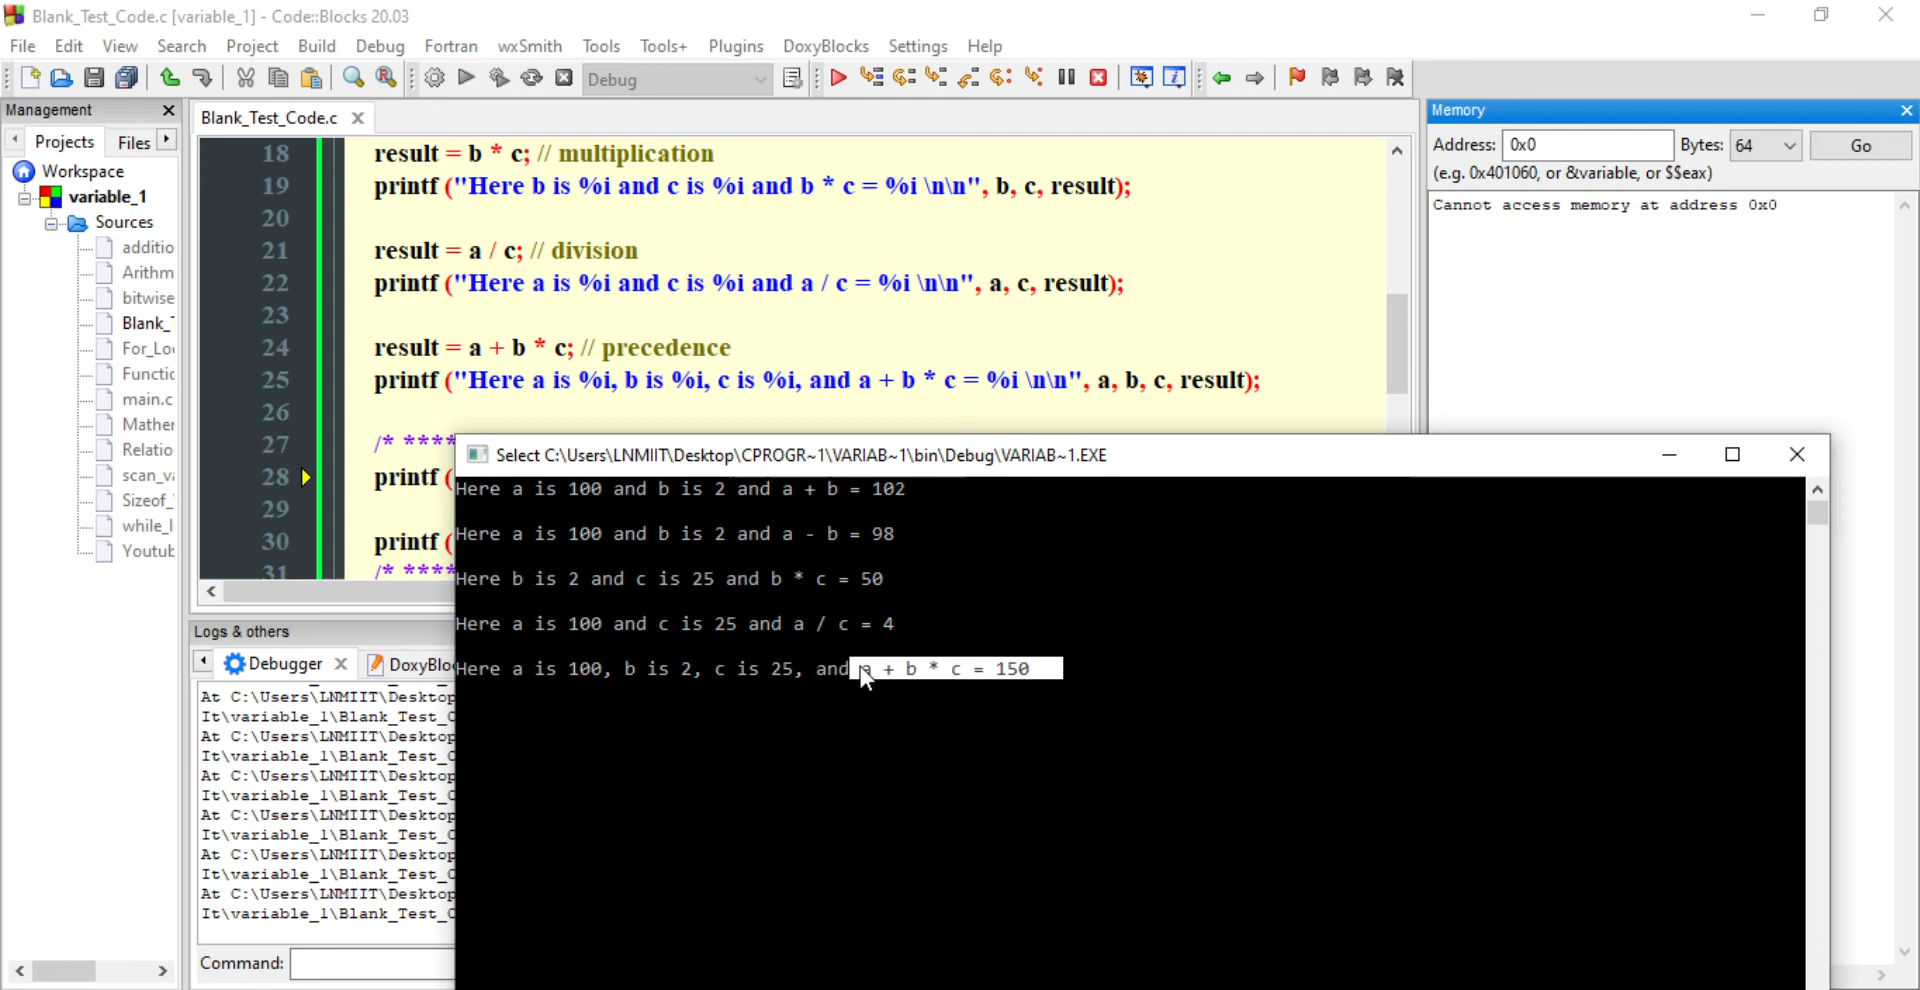 Blank_Test_Code.c [variable_1] - Code::Blocks 20.03
File Edit View Search Project Build Debug Fortran wxSmith Tools Tools+ Plugins DoxyBlocks Settings Help
Debug
Management
Projects Files
Workspace
variable_1
Sources
additio
Arithm
bitwise
Blank_
For_Lo
Functic
main.c
Mather
Relatio
scan_va
Sizeof_
while_l
Youtub
Blank_Test_Code.c
18 result = b * c; // multiplication
19 printf ("Here b is %i and c is %i and b * c = %i \n\n", b, c, result);
20
21 result = a / c; // division
22 printf ("Here a is %i and c is %i and a / c = %i \n\n", a, c, result);
23
24 result = a + b * c; // precedence
25 printf ("Here a is %i, b is %i, c is %i, and a + b * c = %i \n\n", a, b, c, result);
26
27 /* ****
28 printf (
29
30 printf (
31 /* ****
Memory
Address: 0x0 Bytes: 64 Go
(e.g. 0x401060, or &variable, or $$eax)
Cannot access memory at address 0x0
Select C:\Users\LNMIIT\Desktop\CPROGR~1\VARIAB~1\bin\Debug\VARIAB~1.EXE
Here a is 100 and b is 2 and a + b = 102
Here a is 100 and b is 2 and a - b = 98
Here b is 2 and c is 25 and b * c = 50
Here a is 100 and c is 25 and a / c = 4
Here a is 100, b is 2, c is 25, and a + b * c = 150
Logs & others
Debugger DoxyBlo
At C:\Users\LNMIIT\Desktop
It\variable_1\Blank_Test_C
At C:\Users\LNMIIT\Desktop
It\variable_1\Blank_Test_C
At C:\Users\LNMIIT\Desktop
It\variable_1\Blank_Test_C
At C:\Users\LNMIIT\Desktop
It\variable_1\Blank_Test_C
At C:\Users\LNMIIT\Desktop
It\variable_1\Blank_Test_C
At C:\Users\LNMIIT\Desktop
It\variable_1\Blank_Test_C
Command: